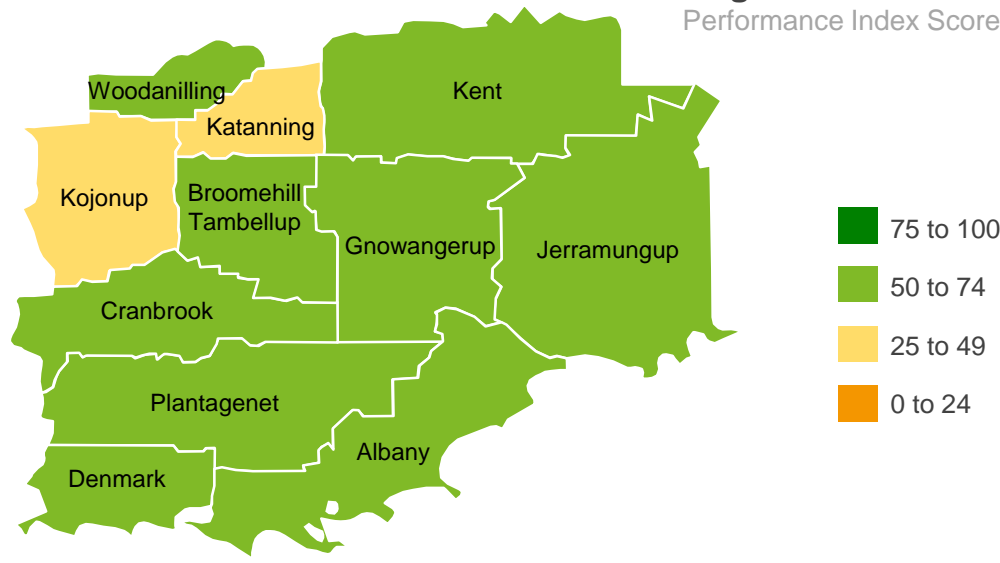 Performance Index Score
Woodanilling
Kent
Katanning
Kojonup
Broomehill
Tambellup
Gnowangerup
Jerramungup
Cranbrook
Plantagenet
Albany
Denmark
75 to 100
50 to 74
25 to 49
0 to 24